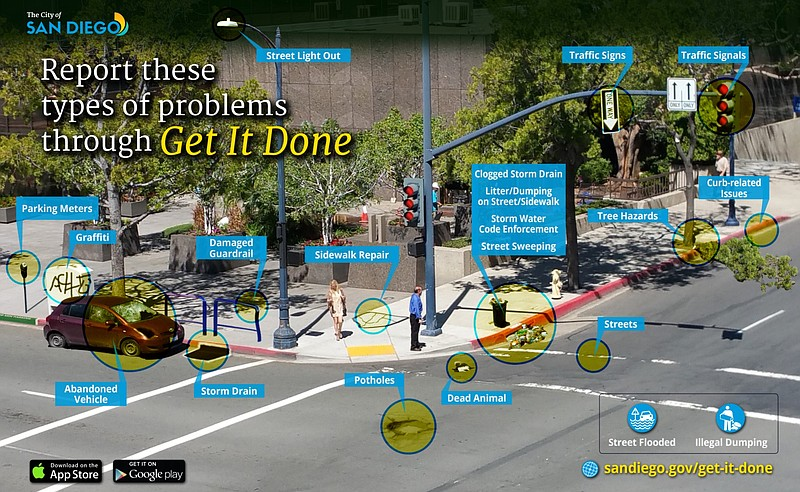 The City of
SAN DIEGO
Report these
types of problems
through Get It Done
Street Light Out
Traffic Signs
Traffic Signals
ONE WAY
ONLY ONLY
Clogged Storm Drain
Litter/Dumping
on Street/Sidewalk
Storm Water
Code Enforcement
Street Sweeping
Curb-related
Issues
Tree Hazards
Parking Meters
Graffiti
Damaged
Guardrail
Sidewalk Repair
Streets
Abandoned
Vehicle
Storm Drain
Potholes
Dead Animal
Street Flooded
Illegal Dumping
Download on the
App Store
GET IT ON
Google play
sandiego.gov/get-it-done